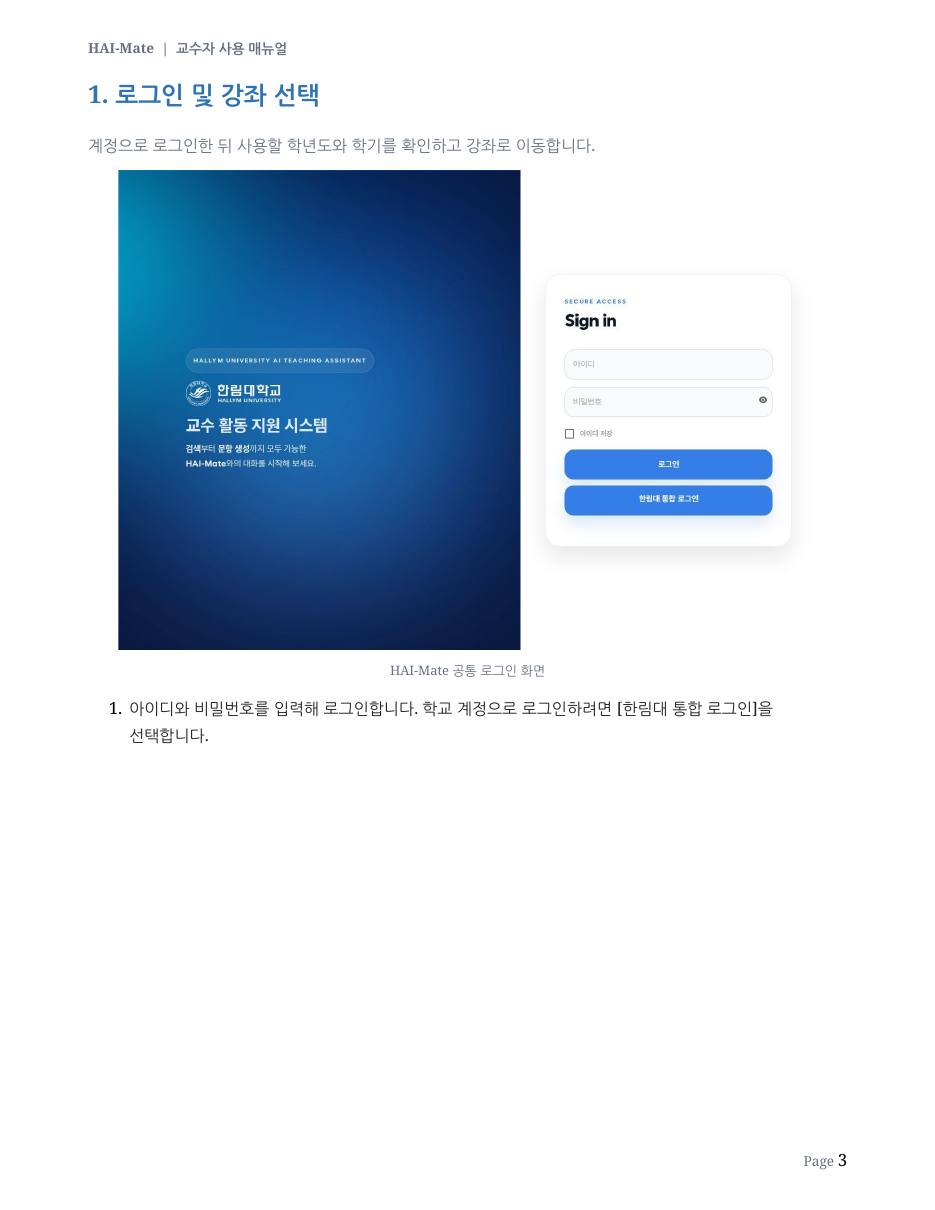 HAI-Mate | 교수자 사용 매뉴얼
1. 로그인 및 강좌 선택
계정으로 로그인한 뒤 사용할 학년도와 학기를 확인하고 강좌로 이동합니다.
HALLYM UNIVERSITY AI TEACHING ASSISTANT
한림대학교
HALLYM UNIVERSITY
교수 활동 지원 시스템
검색부터 문항 생성까지 모두 가능한
HAI-Mate와의 대화를 시작해 보세요.
SECURE ACCESS
Sign in
아이디
비밀번호
아이디 저장
로그인
한림대 통합 로그인
HAI-Mate 공통 로그인 화면
1. 아이디와 비밀번호를 입력해 로그인합니다. 학교 계정으로 로그인하려면 [한림대 통합 로그인]을
선택합니다.
Page 3